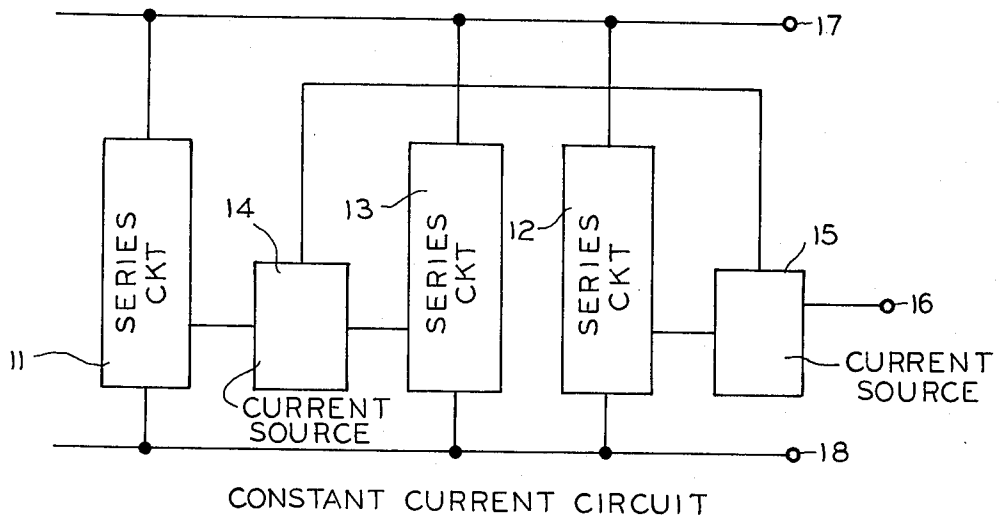 17
14
13
12
15
SERIES
CKT
SERIES
CKT
SERIES
CKT
16
11
CURRENT
SOURCE
CURRENT
SOURCE
18
CONSTANT CURRENT CIRCUIT